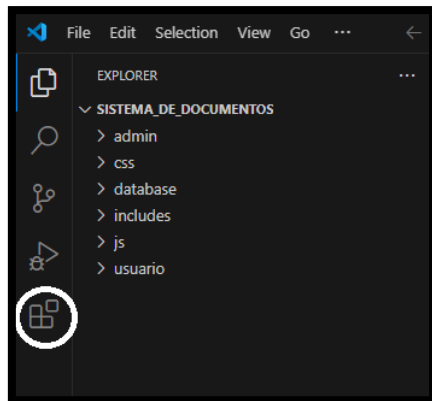 File Edit Selection View Go ...
EXPLORER ...
SISTEMA_DE_DOCUMENTOS
admin
css
database
includes
js
usuario